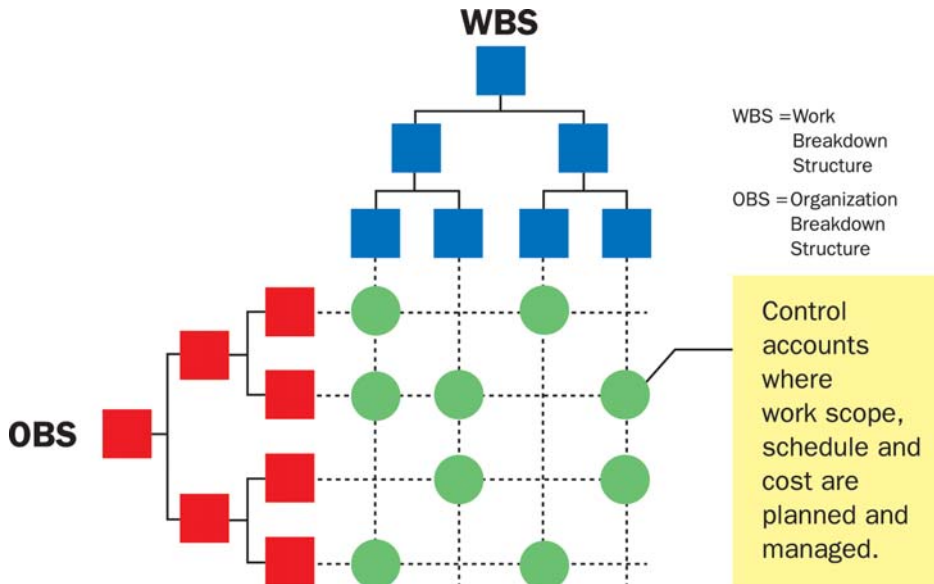 WBS
WBS =Work
Breakdown
Structure
OBS =Organization
Breakdown
Structure
Control
accounts
where
work scope,
schedule and
cost are
planned and
managed.
OBS